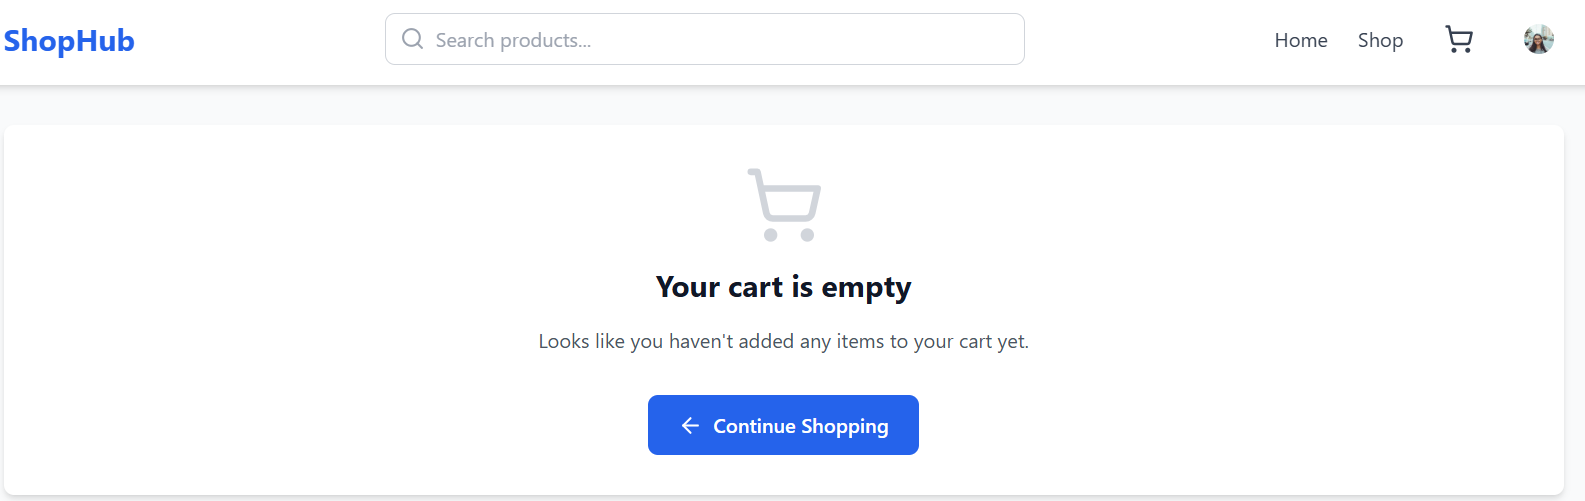 ShopHub
Search products...
Home
Shop
Your cart is empty
Looks like you haven't added any items to your cart yet.
Continue Shopping